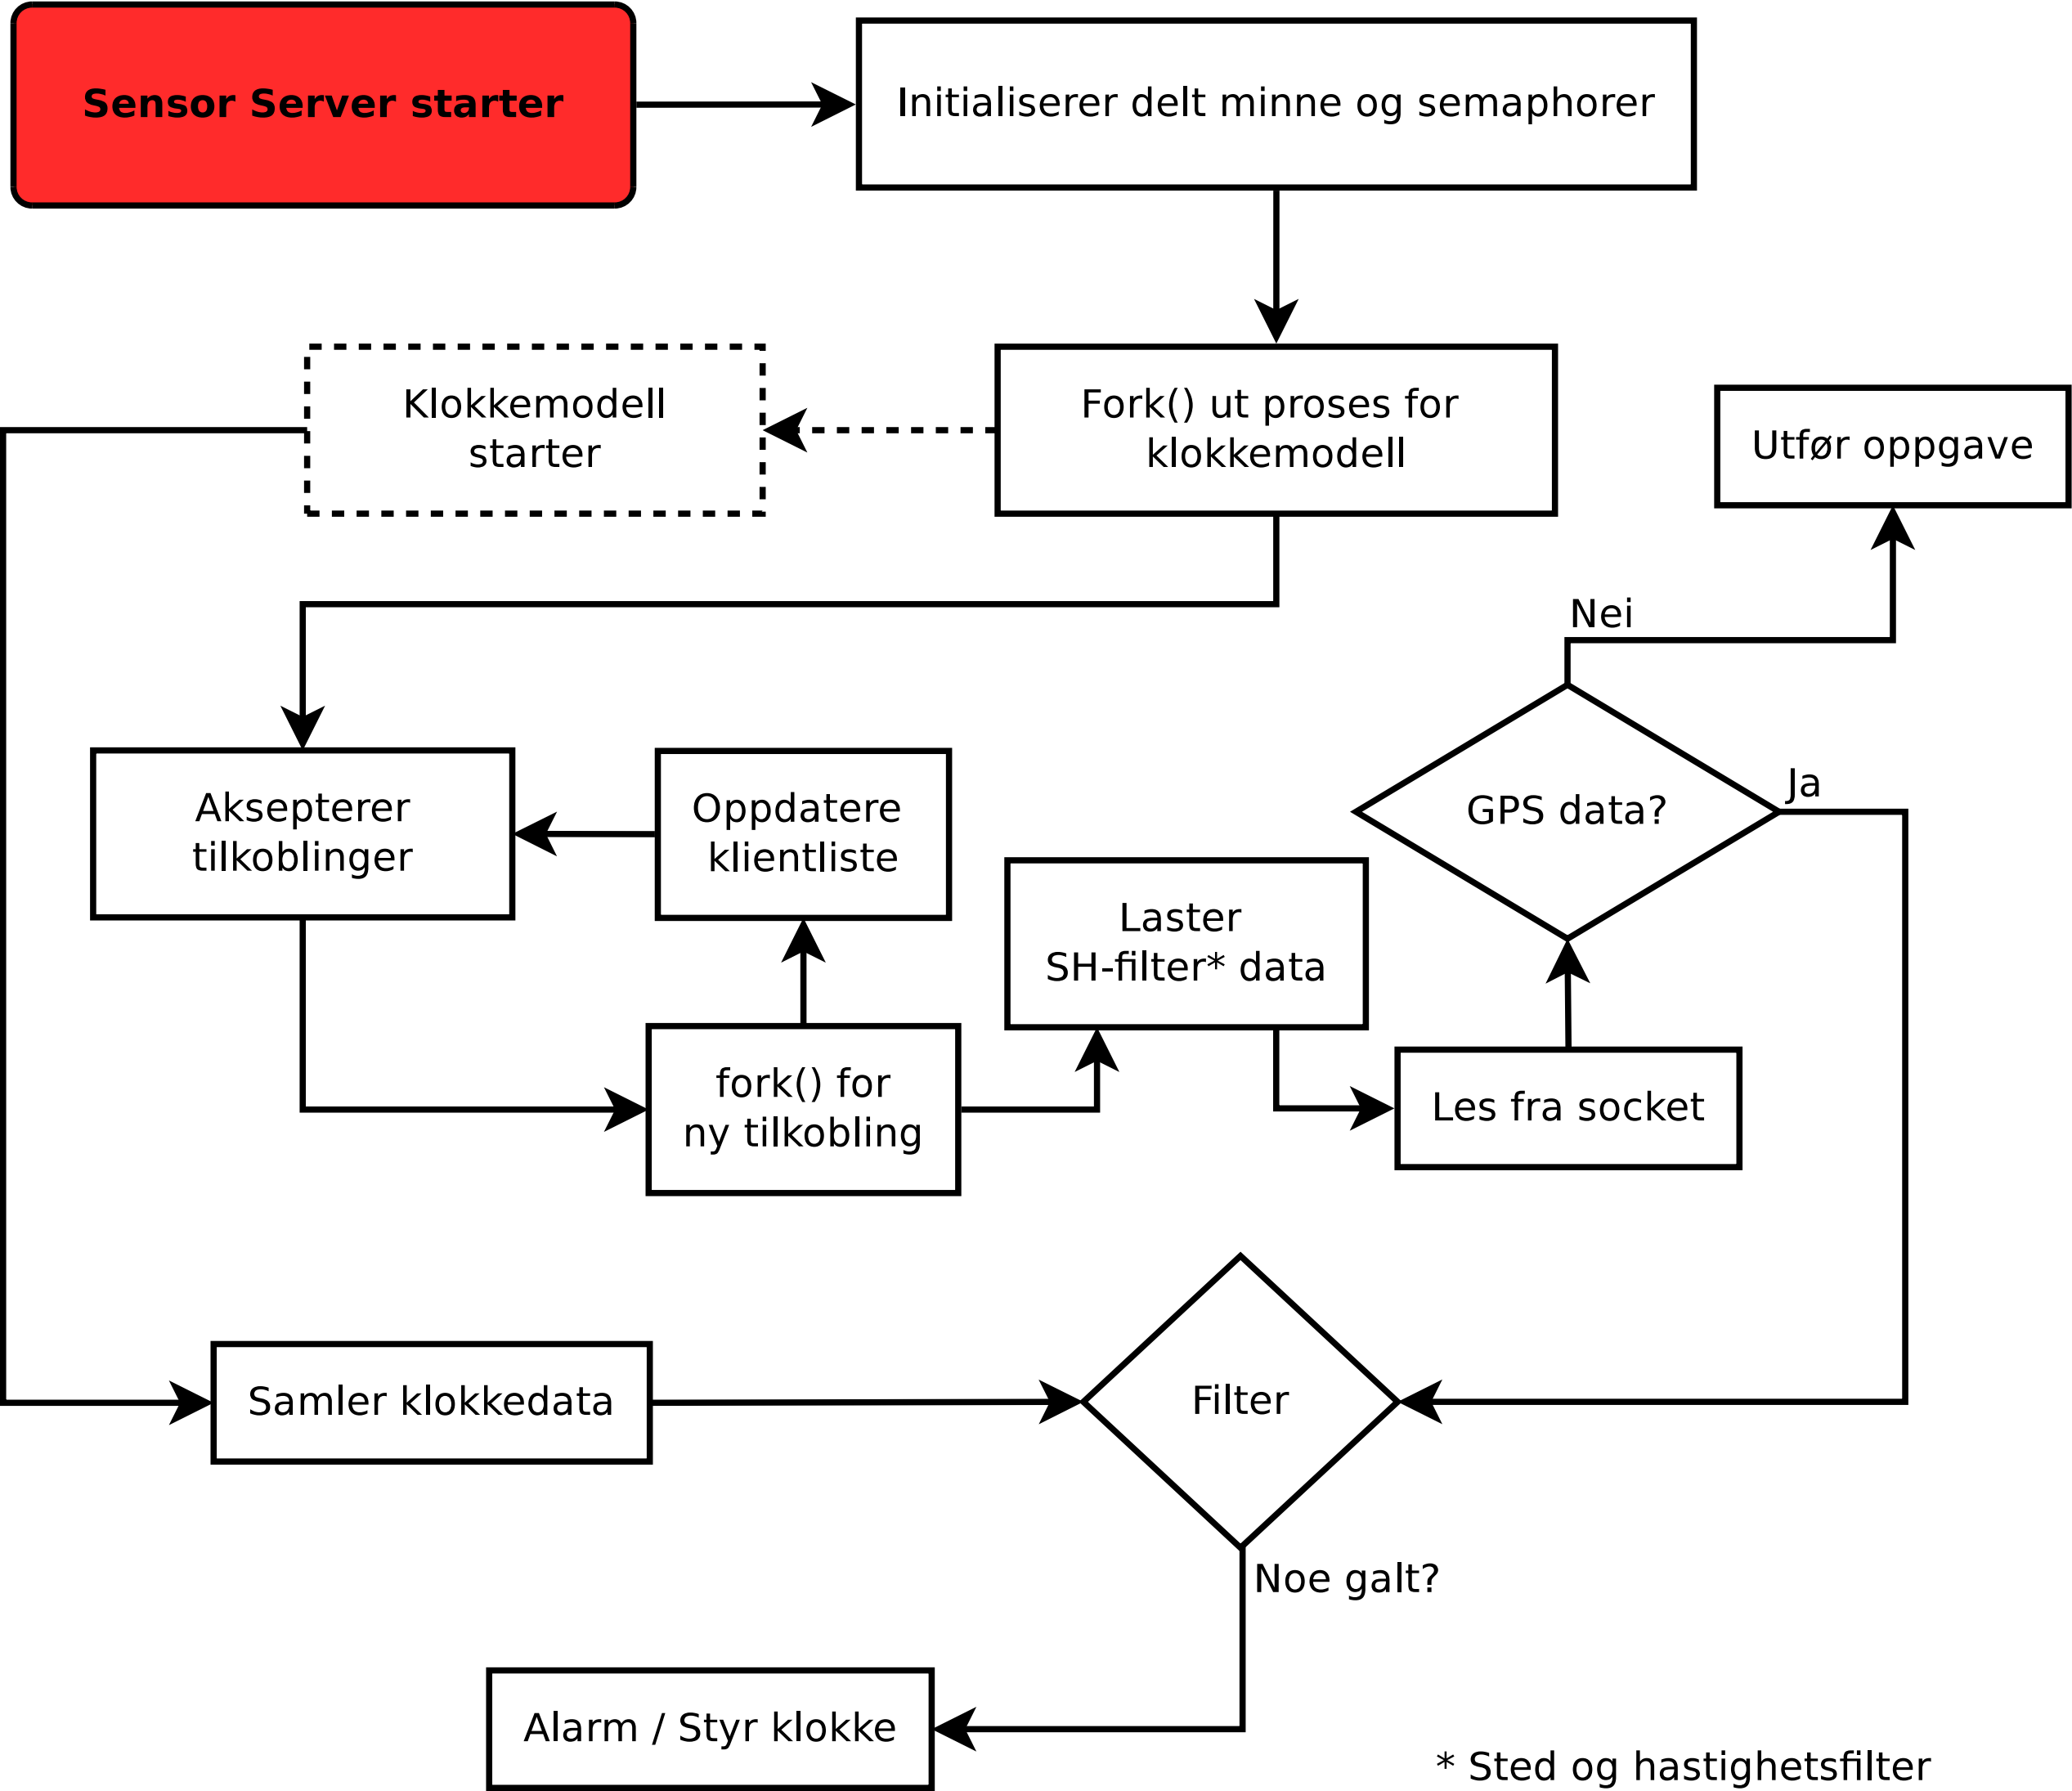 Sensor Server starter
Initialiserer delt minne og semaphorer
Klokkemodell
starter
Fork() ut proses for
klokkemodell
Utfør oppgave
Nei
Aksepterer
tilkoblinger
Oppdatere
klientliste
GPS data?
Ja
Laster
SH-filter* data
fork() for
ny tilkobling
Les fra socket
Samler klokkedata
Filter
Noe galt?
Alarm / Styr klokke
* Sted og hastighetsfilter